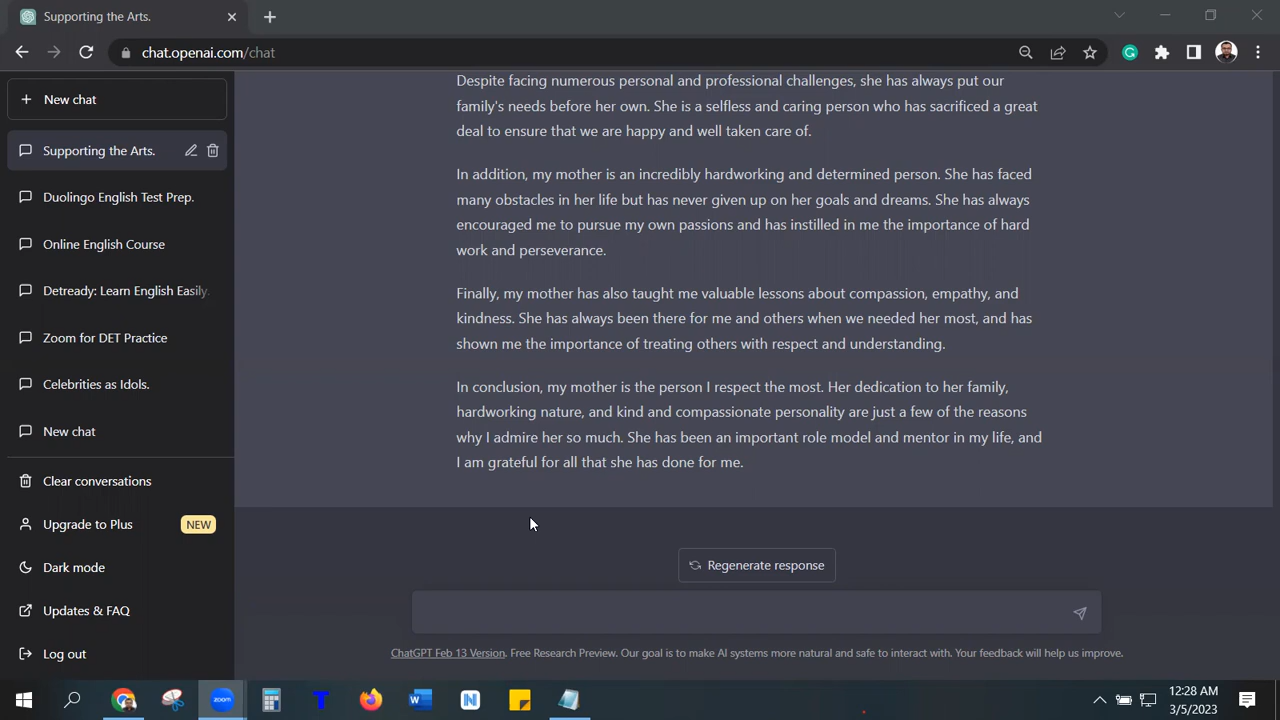 Supporting the Arts.
chat.openai.com/chat
New chat
Supporting the Arts.
Duolingo English Test Prep.
Online English Course
Detready: Learn English Easily.
Zoom for DET Practice
Celebrities as Idols.
New chat
Clear conversations
Upgrade to Plus NEW
Dark mode
Updates & FAQ
Log out
Despite facing numerous personal and professional challenges, she has always put our
family's needs before her own. She is a selfless and caring person who has sacrificed a great
deal to ensure that we are happy and well taken care of.
In addition, my mother is an incredibly hardworking and determined person. She has faced
many obstacles in her life but has never given up on her goals and dreams. She has always
encouraged me to pursue my own passions and has instilled in me the importance of hard
work and perseverance.
Finally, my mother has also taught me valuable lessons about compassion, empathy, and
kindness. She has always been there for me and others when we needed her most, and has
shown me the importance of treating others with respect and understanding.
In conclusion, my mother is the person I respect the most. Her dedication to her family,
hardworking nature, and kind and compassionate personality are just a few of the reasons
why I admire her so much. She has been an important role model and mentor in my life, and
I am grateful for all that she has done for me.
Regenerate response
ChatGPT Feb 13 Version. Free Research Preview. Our goal is to make AI systems more natural and safe to interact with. Your feedback will help us improve.
zoom
12:28 AM
3/5/2023